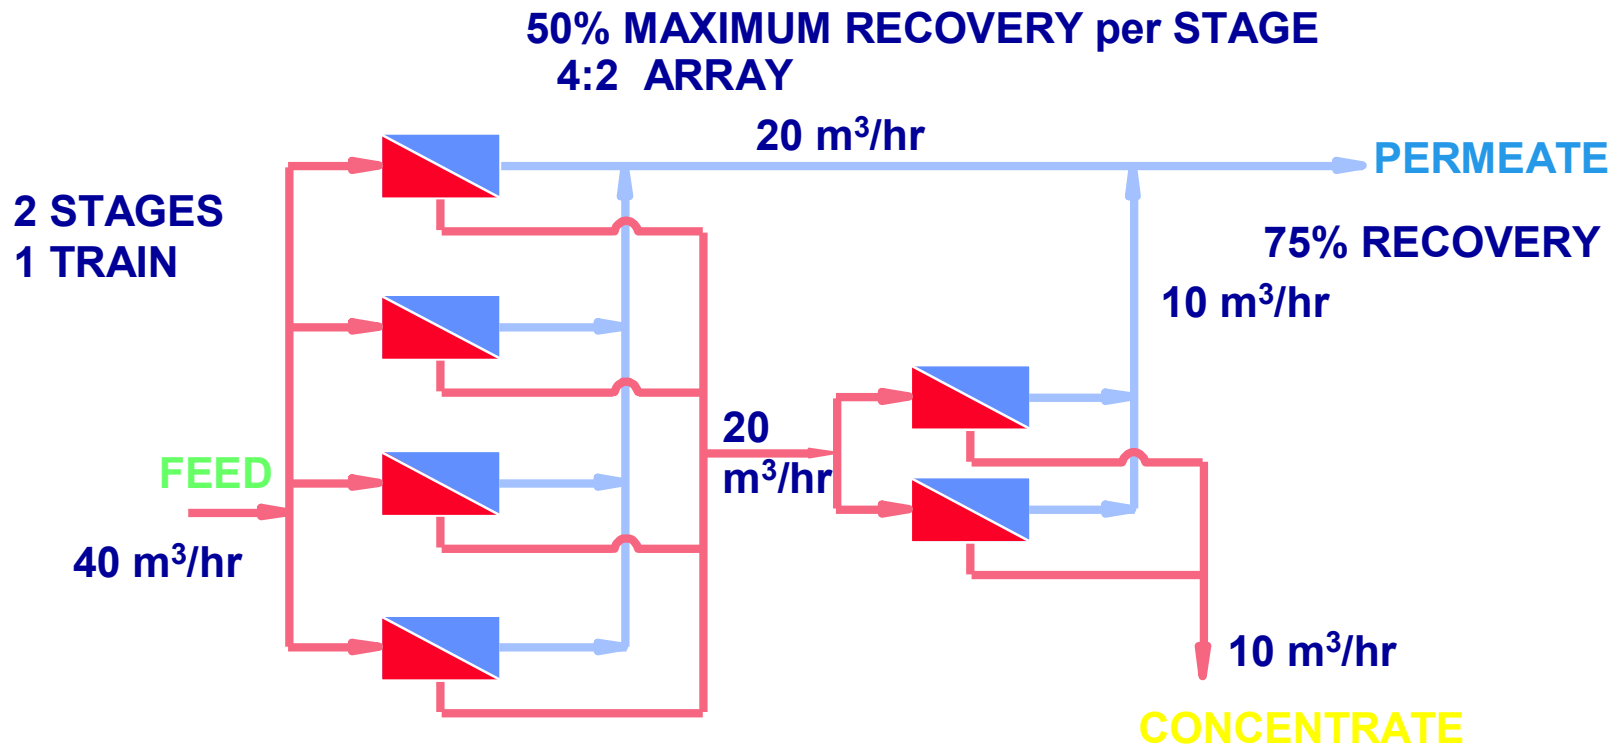 50% MAXIMUM RECOVERY per STAGE
4:2 ARRAY
20 m³/hr
PERMEATE
2 STAGES
1 TRAIN
75% RECOVERY
10 m³/hr
20
m³/hr
FEED
40 m³/hr
10 m³/hr
CONCENTRATE